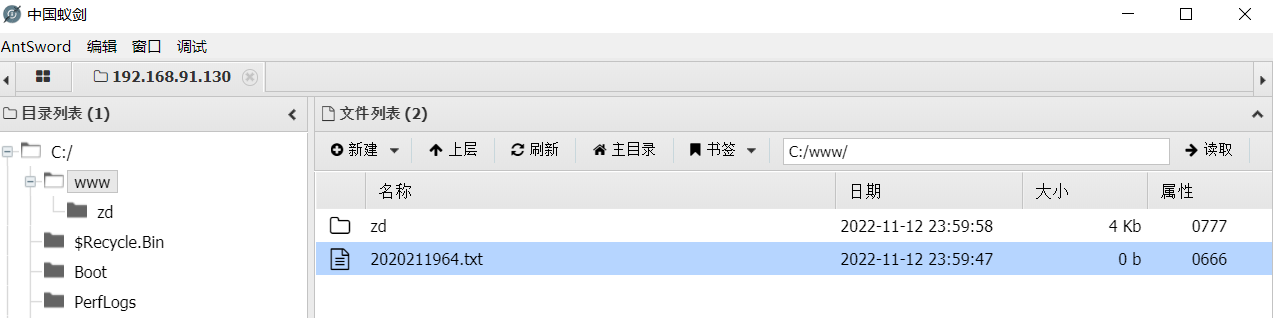 中国蚁剑
AntSword 编辑 窗口 调试
192.168.91.130
目录列表 (1)
C:/
www
zd
$Recycle.Bin
Boot
PerfLogs
文件列表 (2)
新建 上层 刷新 主目录 书签 C:/www/ 读取
名称 日期 大小 属性
zd 2022-11-12 23:59:58 4 Kb 0777
2020211964.txt 2022-11-12 23:59:47 0 b 0666